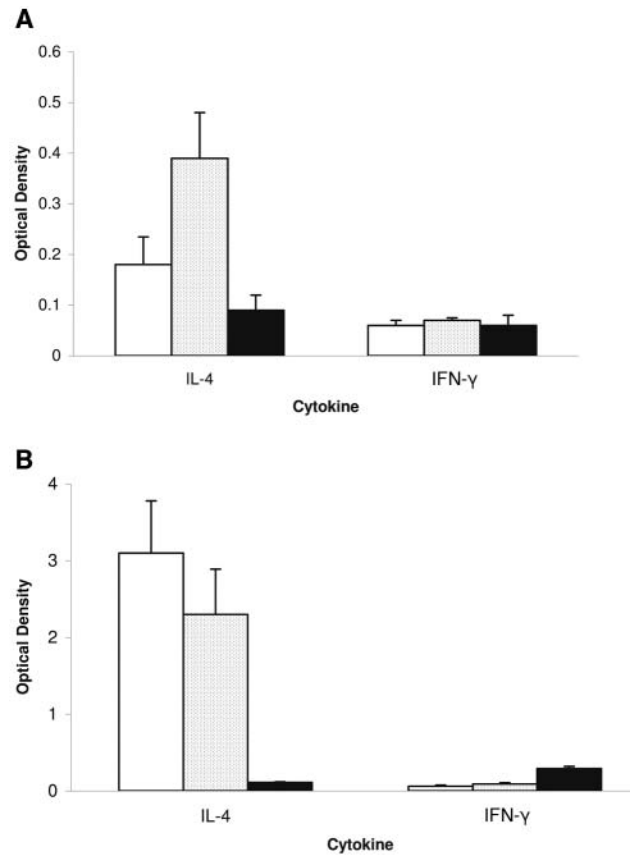 A
0.6
0.5
0.4
0.3
0.2
0.1
0
Optical Density
IL-4 IFN-γ
Cytokine
B
4
3
2
1
0
Optical Density
IL-4 IFN-γ
Cytokine